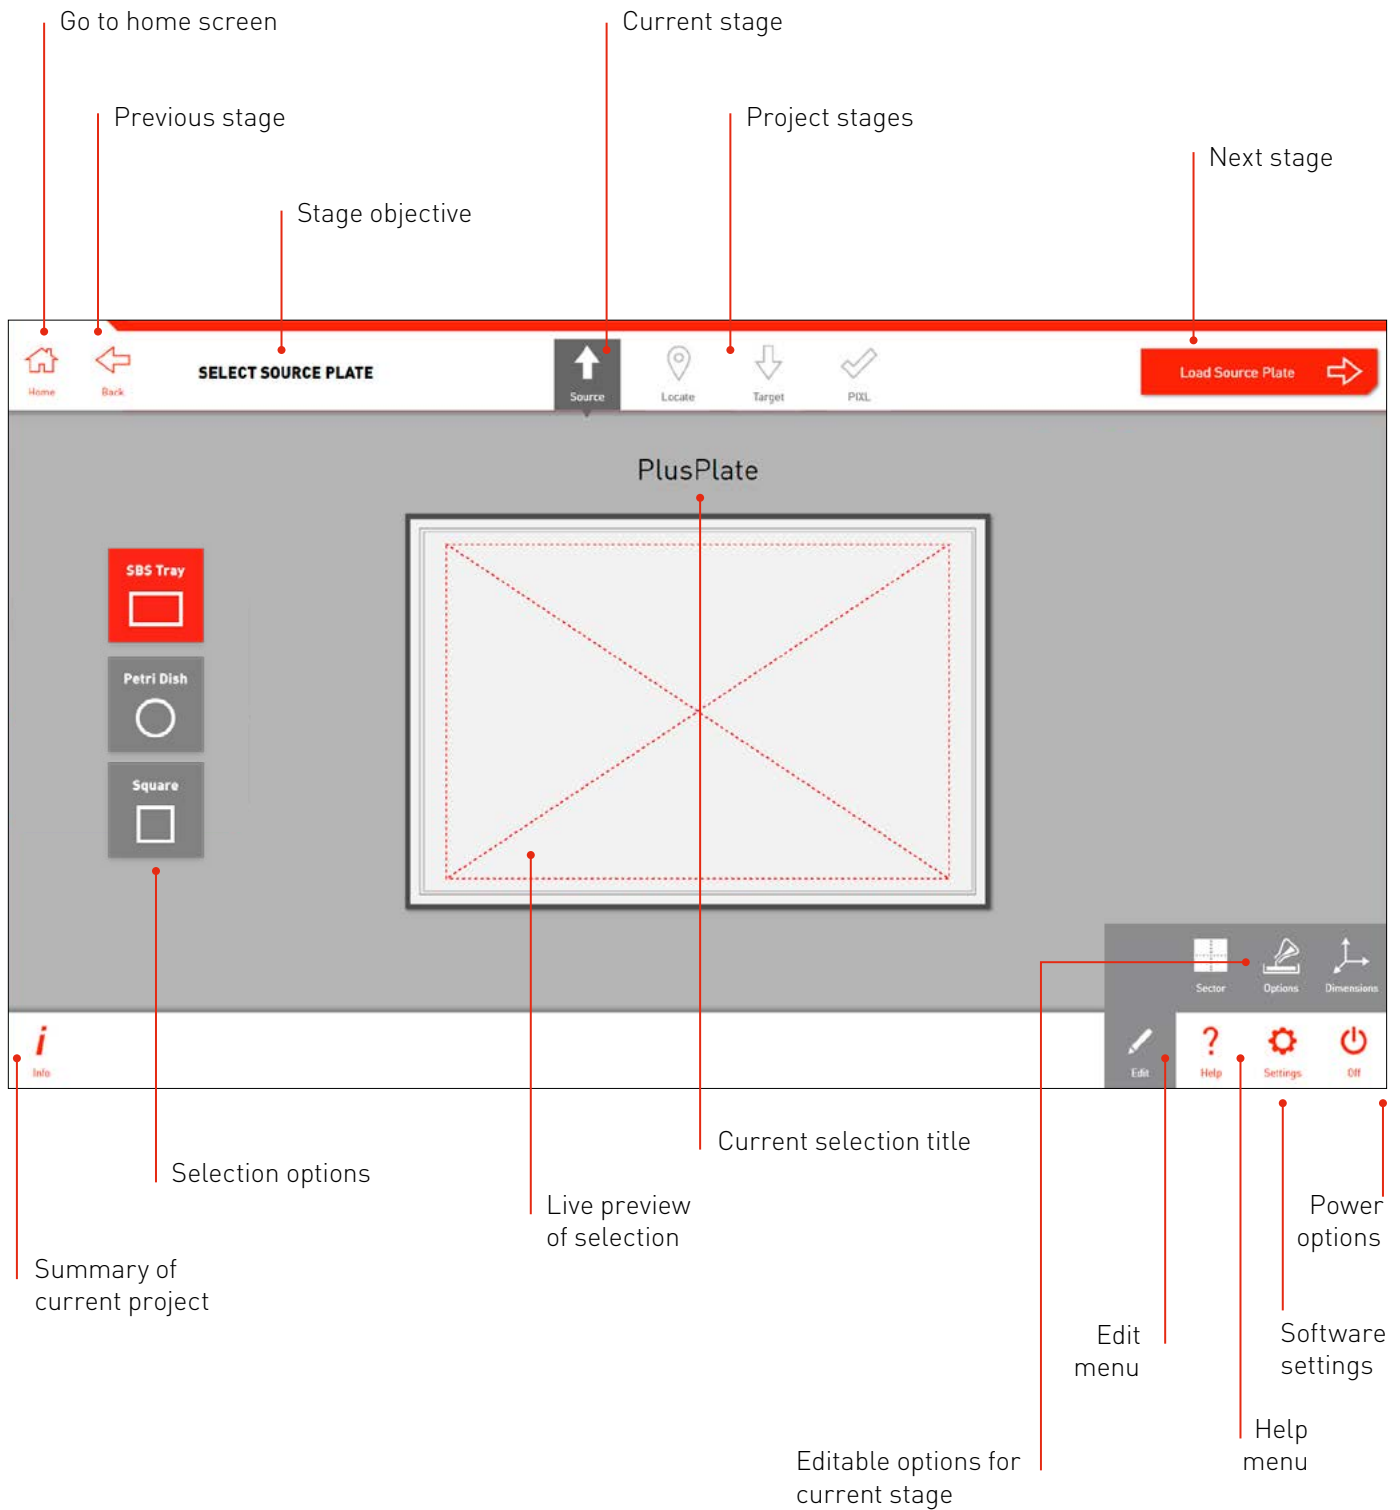 Go to home screen
Current stage
Previous stage
Project stages
Next stage
Stage objective
Home
Back
SELECT SOURCE PLATE
Source
Locate
Target
PIXL
Load Source Plate
PlusPlate
SBS Tray
Petri Dish
Square
Sector
Options
Dimensions
i
Info
Edit
?
Help
Settings
Off
Current selection title
Selection options
Live preview
of selection
Power
options
Summary of
current project
Edit
menu
Software
settings
Help
menu
Editable options for
current stage